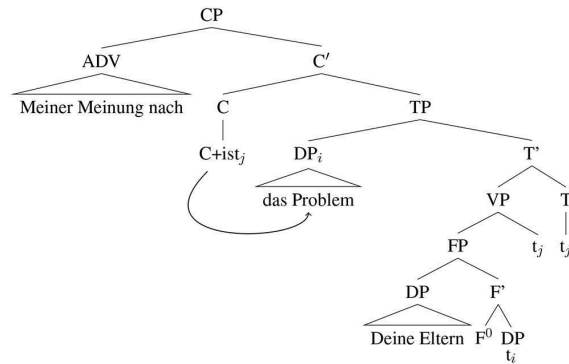 CP
ADV C′
Meiner Meinung nach C TP
C+istⱼ DPᵢ T'
das Problem VP T
FP tⱼ tⱼ
DP F'
Deine Eltern F⁰ DP
tᵢ